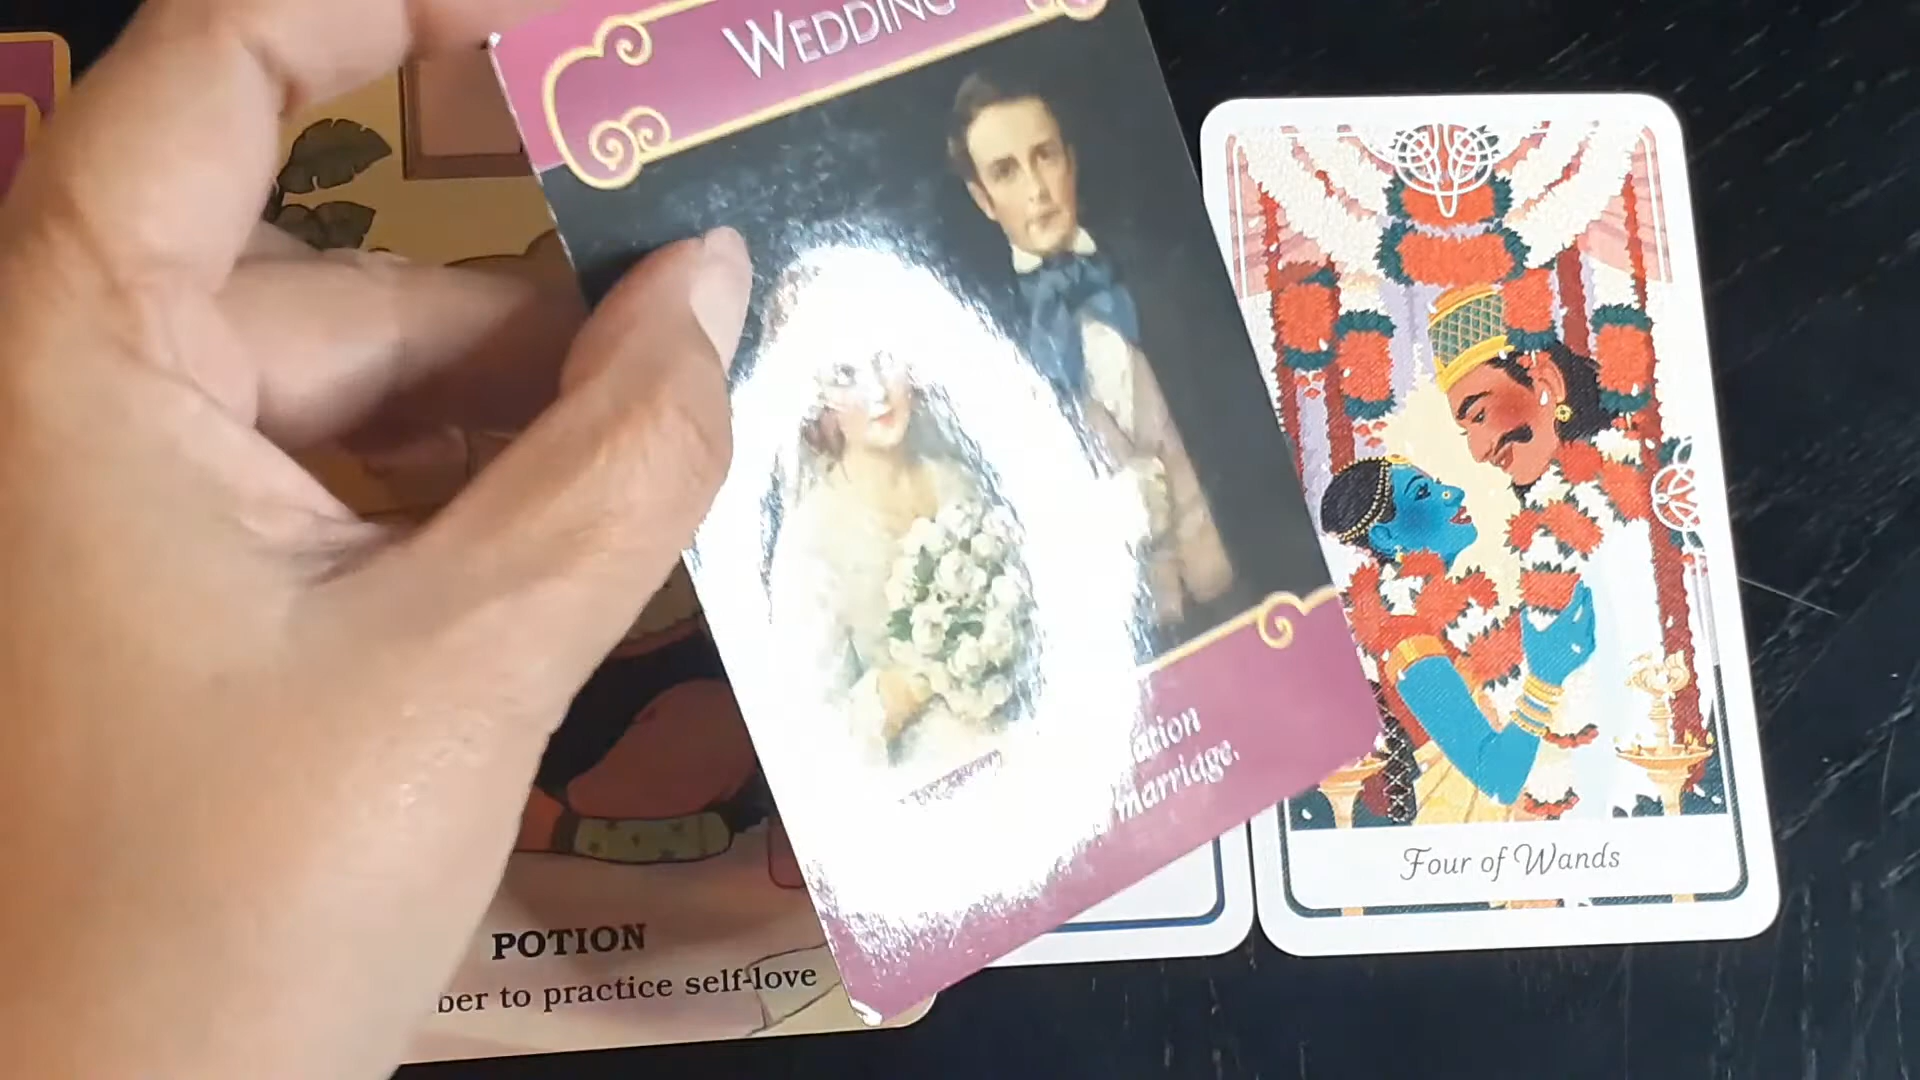 WEDDING
ation
marriage.
Four of Wands
POTION
ber to practice self-love